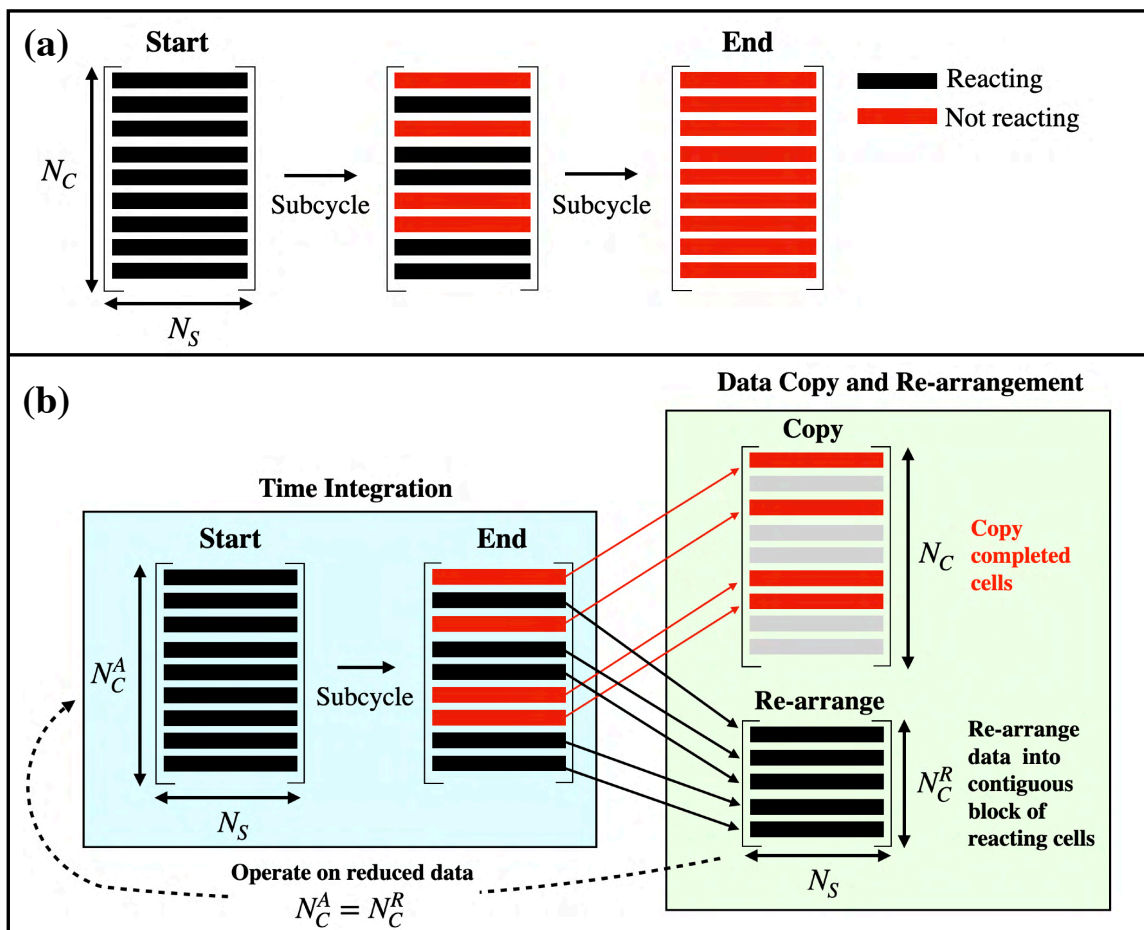 (a)
Start
End
Reacting
Not reacting
N_C
Subcycle
Subcycle
N_S
(b)
Data Copy and Re-arrangement
Copy
Time Integration
Start
End
N_C
Copy
completed
cells
N_C^A
Subcycle
Re-arrange
Re-arrange
data into
contiguous
block of
reacting cells
N_C^R
N_S
N_S
Operate on reduced data
N_C^A = N_C^R